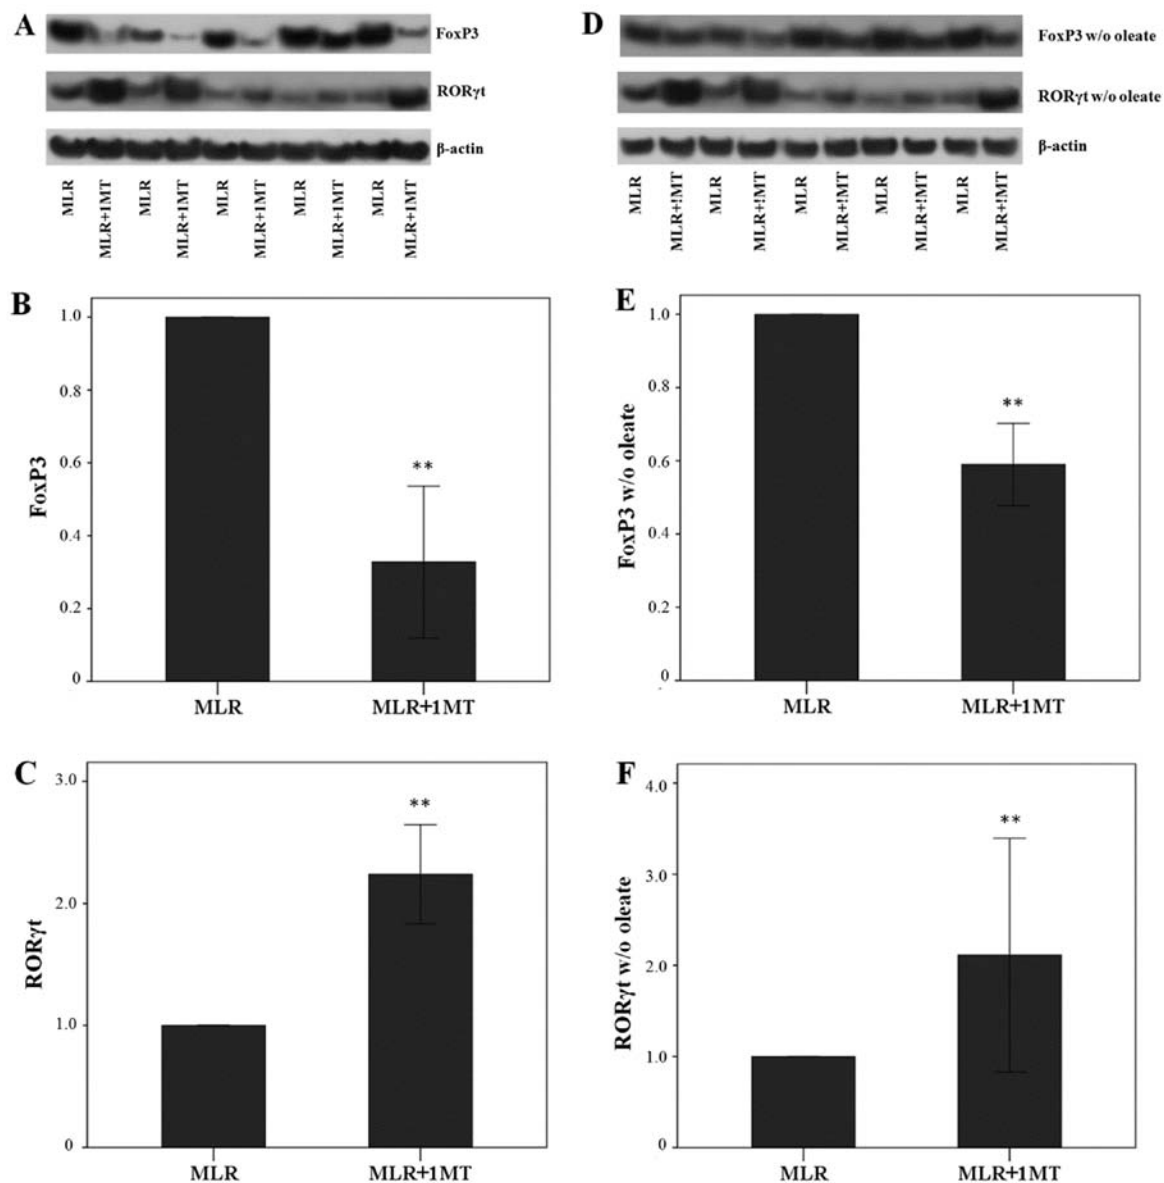 A
FoxP3
RORγt
β-actin
MLR
MLR+1MT
MLR
MLR+1MT
MLR
MLR+1MT
MLR
MLR+1MT
MLR
MLR+1MT
D
FoxP3 w/o oleate
RORγt w/o oleate
β-actin
MLR
MLR+!MT
MLR
MLR+!MT
MLR
MLR+!MT
MLR
MLR+!MT
MLR
MLR+!MT
B
1.0
0.8
0.6
0.4
0.2
0
FoxP3
**
MLR
MLR+1MT
E
1.0
0.8
0.6
0.4
0.2
0
FoxP3 w/o oleate
**
MLR
MLR+1MT
C
3.0
2.0
1.0
0
RORγt
**
MLR
MLR+1MT
F
4.0
3.0
2.0
1.0
0
RORγt w/o oleate
**
MLR
MLR+1MT